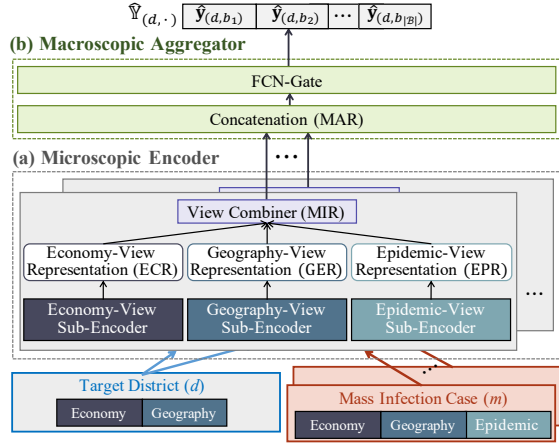 Ŷ(d, ·) ŷ(d,b1) ŷ(d,b2) ... ŷ(d,b|ℬ|)
(b) Macroscopic Aggregator
FCN-Gate
Concatenation (MAR)
...
(a) Microscopic Encoder
View Combiner (MIR)
Economy-View Geography-View Epidemic-View
Representation (ECR) Representation (GER) Representation (EPR)
...
Economy-View Geography-View Epidemic-View
Sub-Encoder Sub-Encoder Sub-Encoder
...
Target District (d) Mass Infection Case (m)
Economy Geography
Economy Geography Epidemic